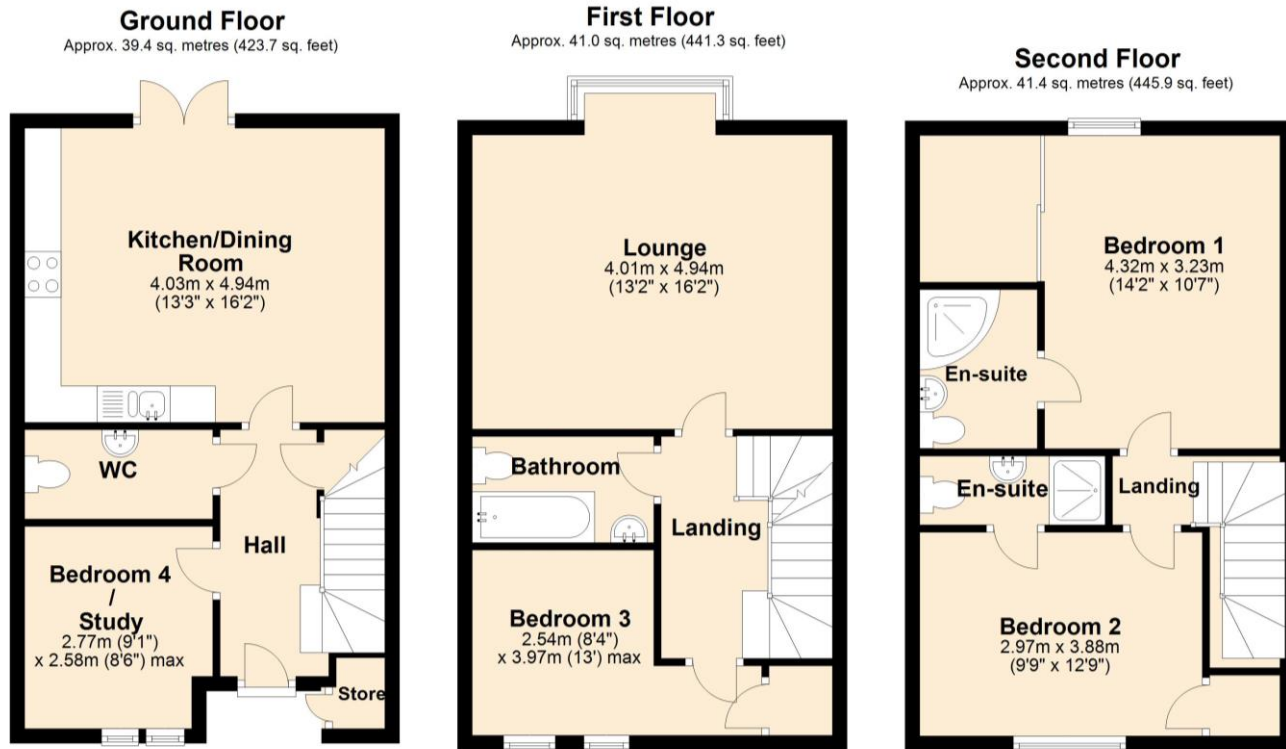 Ground Floor
Approx. 39.4 sq. metres (423.7 sq. feet)
Kitchen/Dining
Room
4.03m x 4.94m
(13'3" x 16'2")
WC
Hall
Bedroom 4
/
Study
2.77m (9'1")
x 2.58m (8'6") max
Store
First Floor
Approx. 41.0 sq. metres (441.3 sq. feet)
Lounge
4.01m x 4.94m
(13'2" x 16'2")
Bathroom
Landing
Bedroom 3
2.54m (8'4")
x 3.97m (13') max
Second Floor
Approx. 41.4 sq. metres (445.9 sq. feet)
Bedroom 1
4.32m x 3.23m
(14'2" x 10'7")
En-suite
En-suite
Landing
Bedroom 2
2.97m x 3.88m
(9'9" x 12'9")